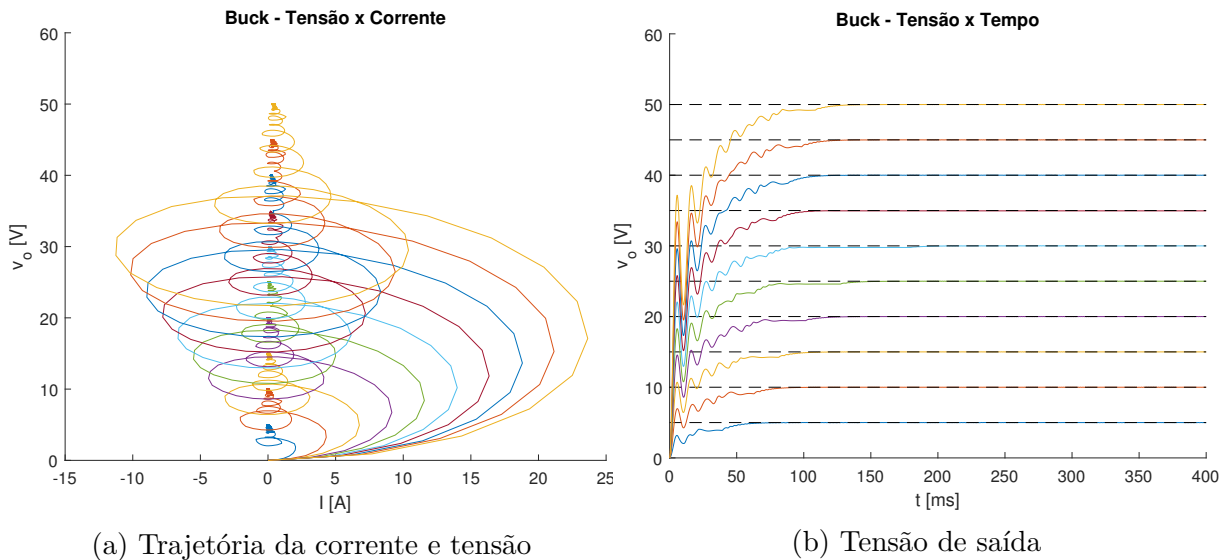 Buck - Tensão x Corrente
60
50
40
30
20
10
0
v_o [V]
-15 -10 -5 0 5 10 15 20 25
I [A]
(a) Trajetória da corrente e tensão
Buck - Tensão x Tempo
60
50
40
30
20
10
0
v_o [V]
0 50 100 150 200 250 300 350 400
t [ms]
(b) Tensão de saída